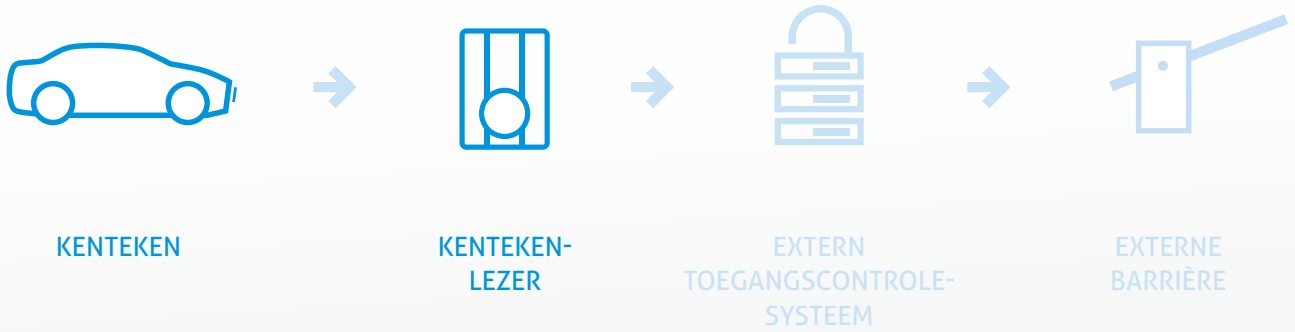 KENTEKEN
KENTEKEN-
LEZER
EXTERN
TOEGANGSCONTROLE-
SYSTEEM
EXTERNE
BARRIÈRE